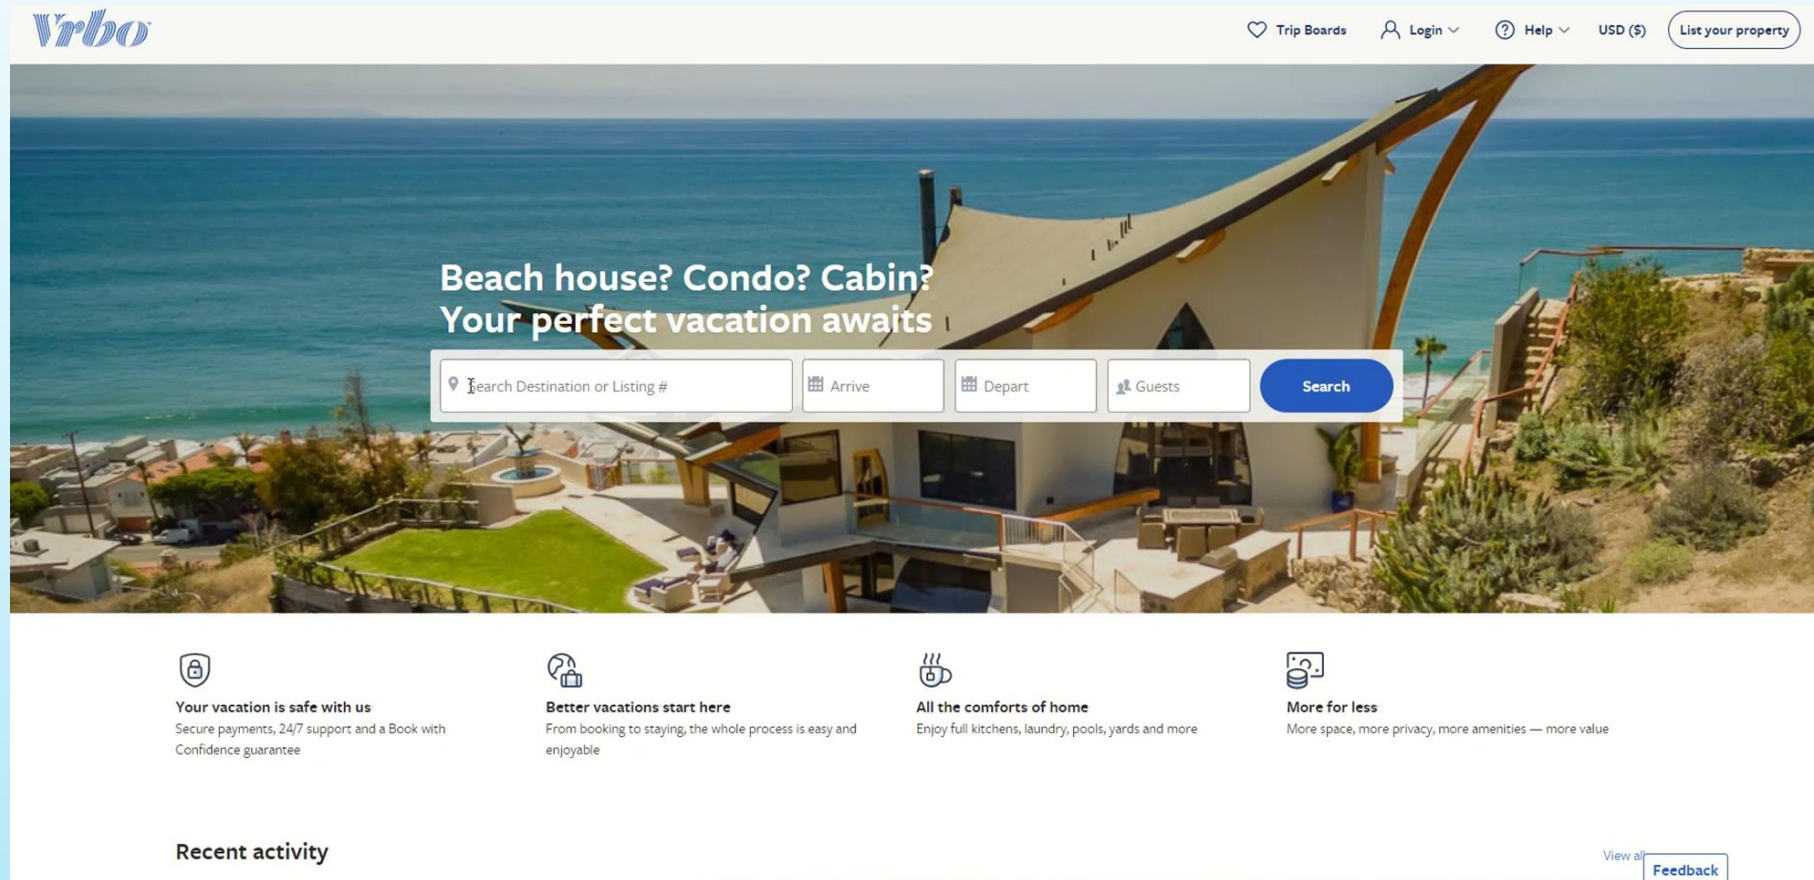 Vrbo
Trip Boards
Login
Help
USD ($)
List your property
Beach house? Condo? Cabin?
Your perfect vacation awaits
Search Destination or Listing #
Arrive
Depart
Guests
Search
Your vacation is safe with us
Secure payments, 24/7 support and a Book with
Confidence guarantee
Better vacations start here
From booking to staying, the whole process is easy and
enjoyable
All the comforts of home
Enjoy full kitchens, laundry, pools, yards and more
More for less
More space, more privacy, more amenities — more value
Recent activity
View all
Feedback